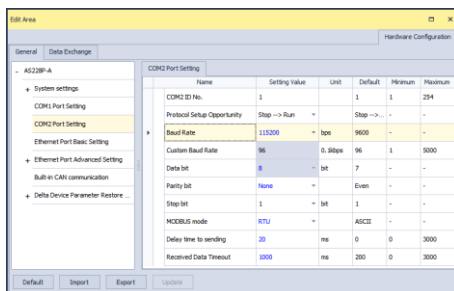 Edit Area
Hardware Configuration
General Data Exchange
- AS228P-A
+ System settings
COM1 Port Setting
COM2 Port Setting
Ethernet Port Basic Setting
+ Ethernet Port Advanced Setting
Built-in CAN communication
+ Delta Device Parameter Restore ...
COM2 Port Setting
Name Setting Value Unit Default Minimum Maximum
COM2 ID No. 1 1 1 254
Protocol Setup Opportunity Stop --> Run - Stop -->... - -
Baud Rate 115200 bps 9600 - -
Custom Baud Rate 96 0.1kbps 96 1 5000
Data bit 8 bit 7 - -
Parity bit None Even - -
Stop bit 1 bit 1 - -
MODBUS mode RTU ASCII - -
Delay time to sending 20 ms 0 0 3000
Received Data Timeout 1000 ms 200 0 3000
Default Import Export Update